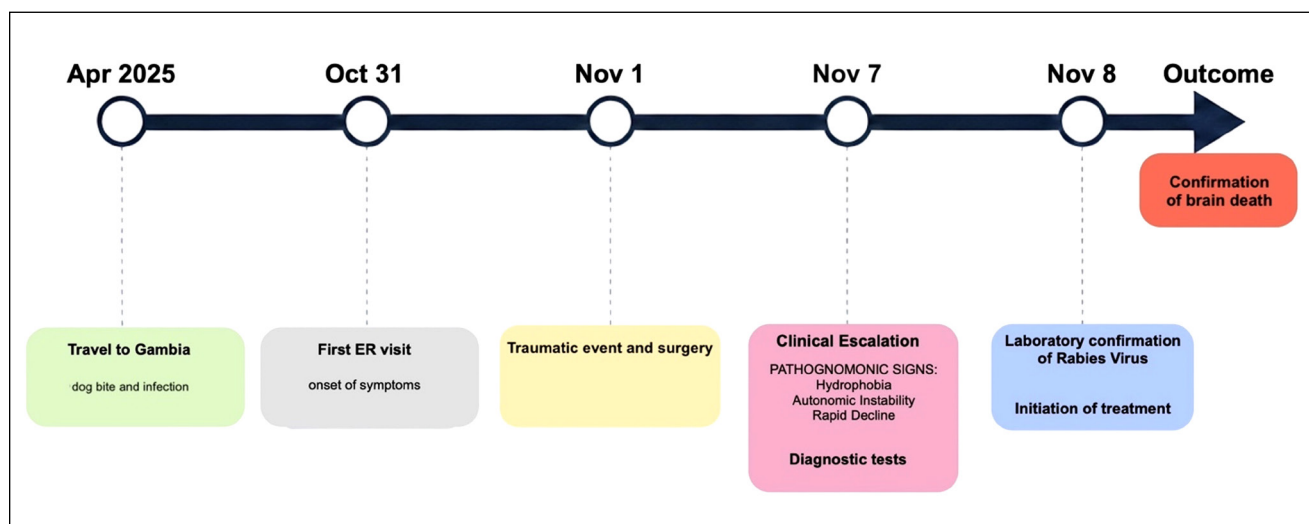 Apr 2025
Oct 31
Nov 1
Nov 7
Nov 8
Outcome
Confirmation
of brain death
Travel to Gambia
dog bite and infection
First ER visit
onset of symptoms
Traumatic event and surgery
Clinical Escalation
PATHOGNOMONIC SIGNS:
Hydrophobia
Autonomic Instability
Rapid Decline
Diagnostic tests
Laboratory confirmation
of Rabies Virus
Initiation of treatment